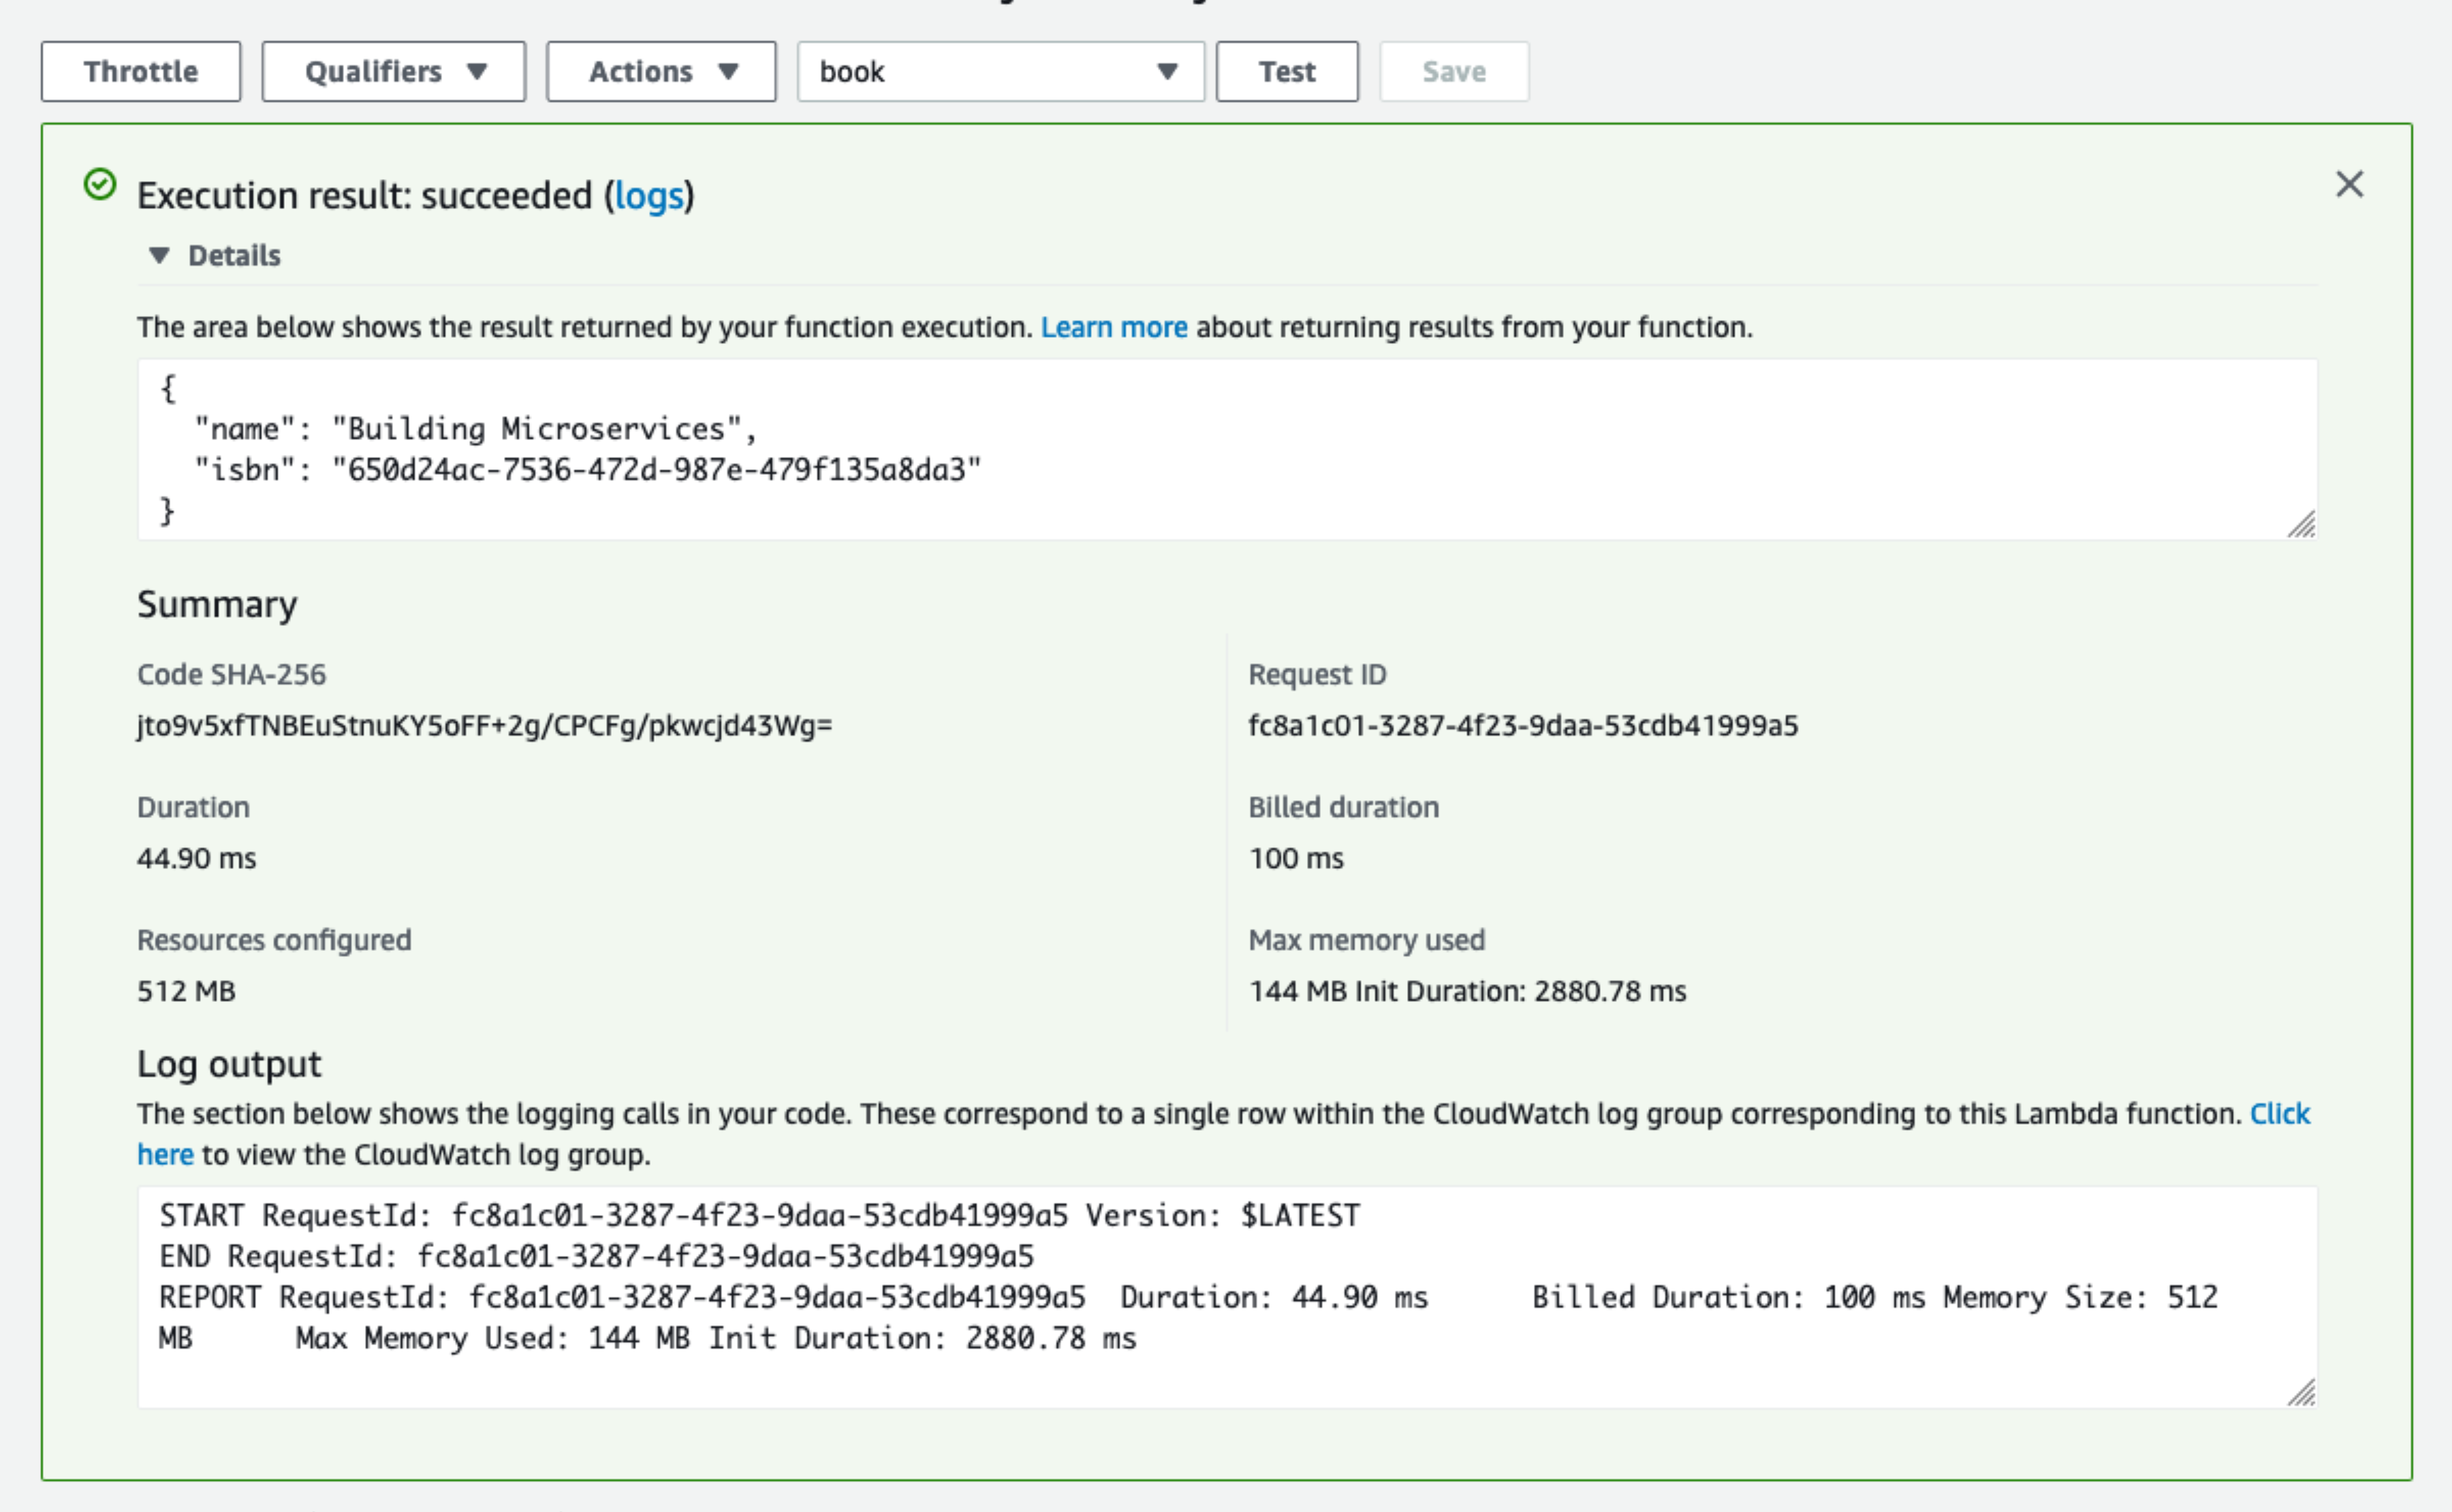 Throttle Qualifiers Actions book Test Save
Execution result: succeeded (logs)
Details
The area below shows the result returned by your function execution. Learn more about returning results from your function.
{
"name": "Building Microservices",
"isbn": "650d24ac-7536-472d-987e-479f135a8da3"
}
Summary
Code SHA-256
jto9v5xfTNBEuStnuKY5oFF+2g/CPCFg/pkwcjd43Wg=
Request ID
fc8a1c01-3287-4f23-9daa-53cdb41999a5
Duration
44.90 ms
Billed duration
100 ms
Resources configured
512 MB
Max memory used
144 MB Init Duration: 2880.78 ms
Log output
The section below shows the logging calls in your code. These correspond to a single row within the CloudWatch log group corresponding to this Lambda function. Click
here to view the CloudWatch log group.
START RequestId: fc8a1c01-3287-4f23-9daa-53cdb41999a5 Version: $LATEST
END RequestId: fc8a1c01-3287-4f23-9daa-53cdb41999a5
REPORT RequestId: fc8a1c01-3287-4f23-9daa-53cdb41999a5 Duration: 44.90 ms Billed Duration: 100 ms Memory Size: 512
MB Max Memory Used: 144 MB Init Duration: 2880.78 ms